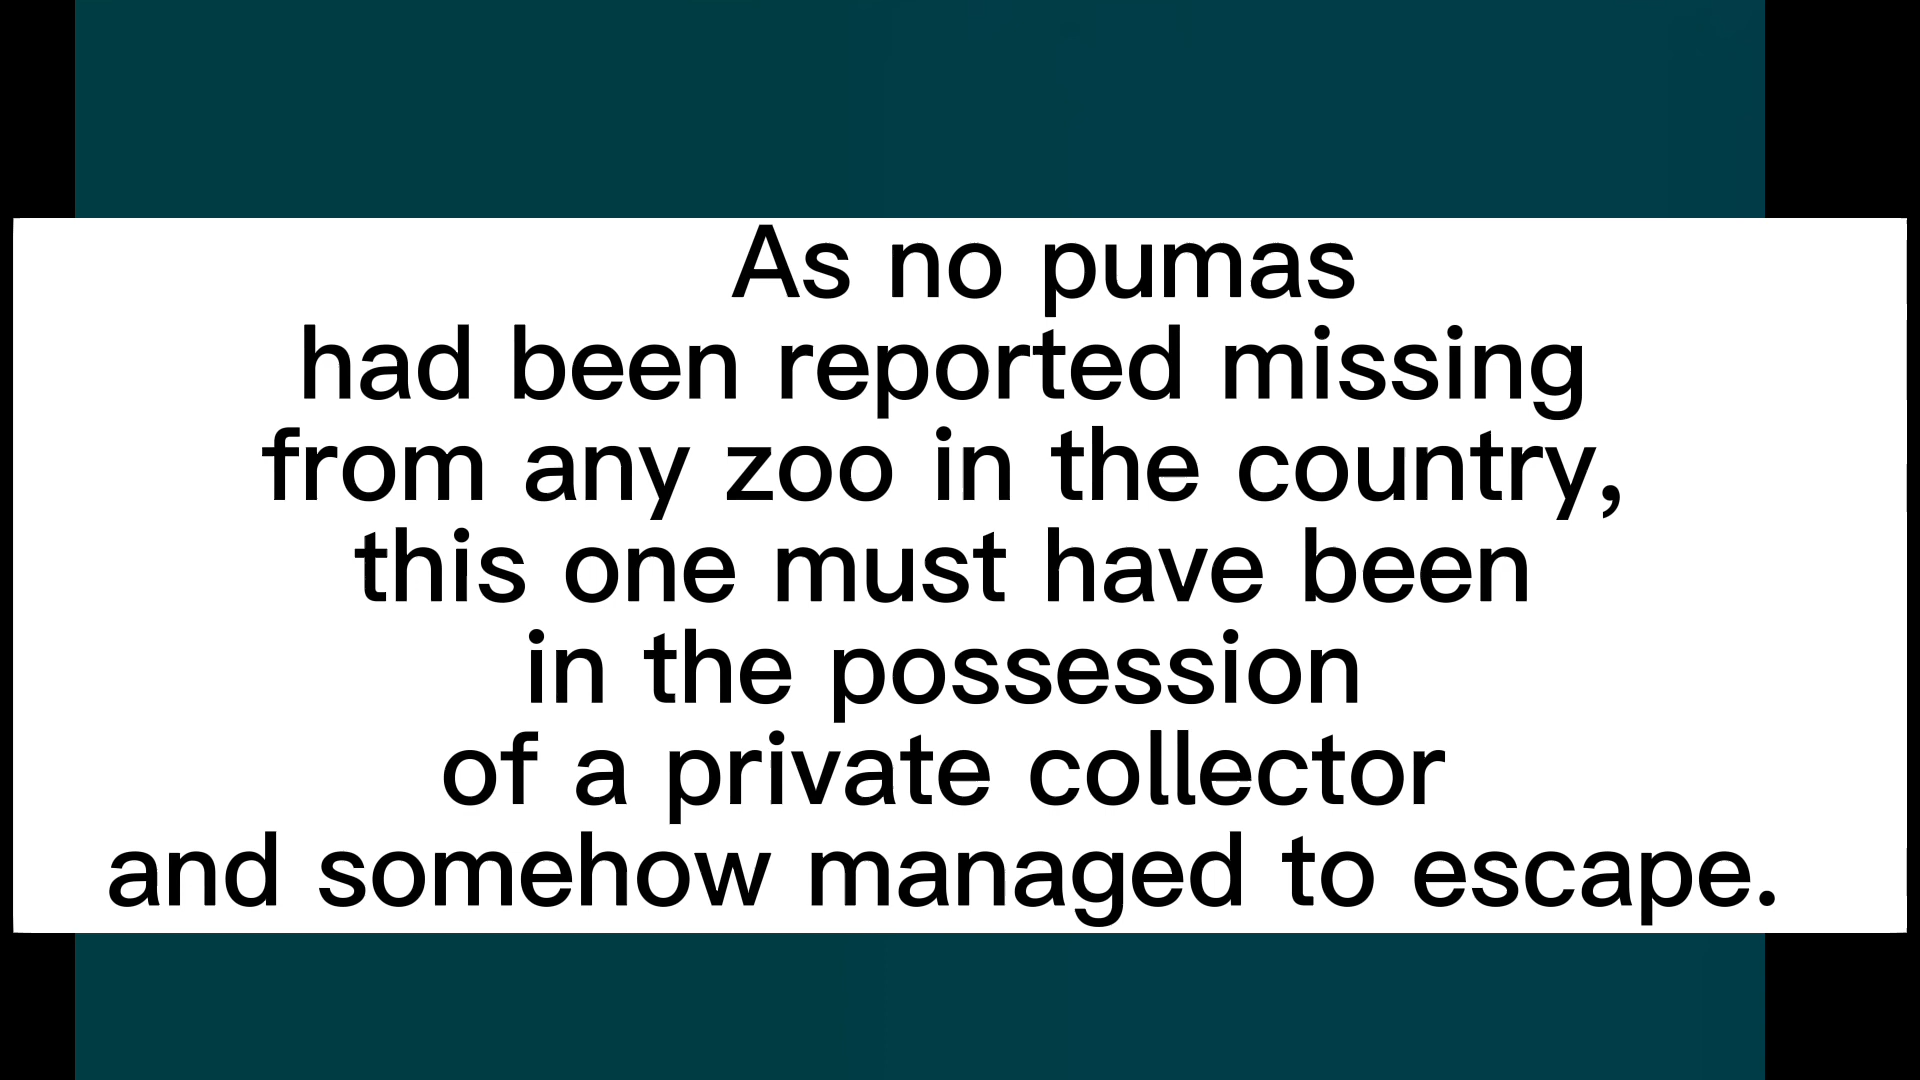 As no pumas
had been reported missing
from any zoo in the country,
this one must have been
in the possession
of a private collector
and somehow managed to escape.